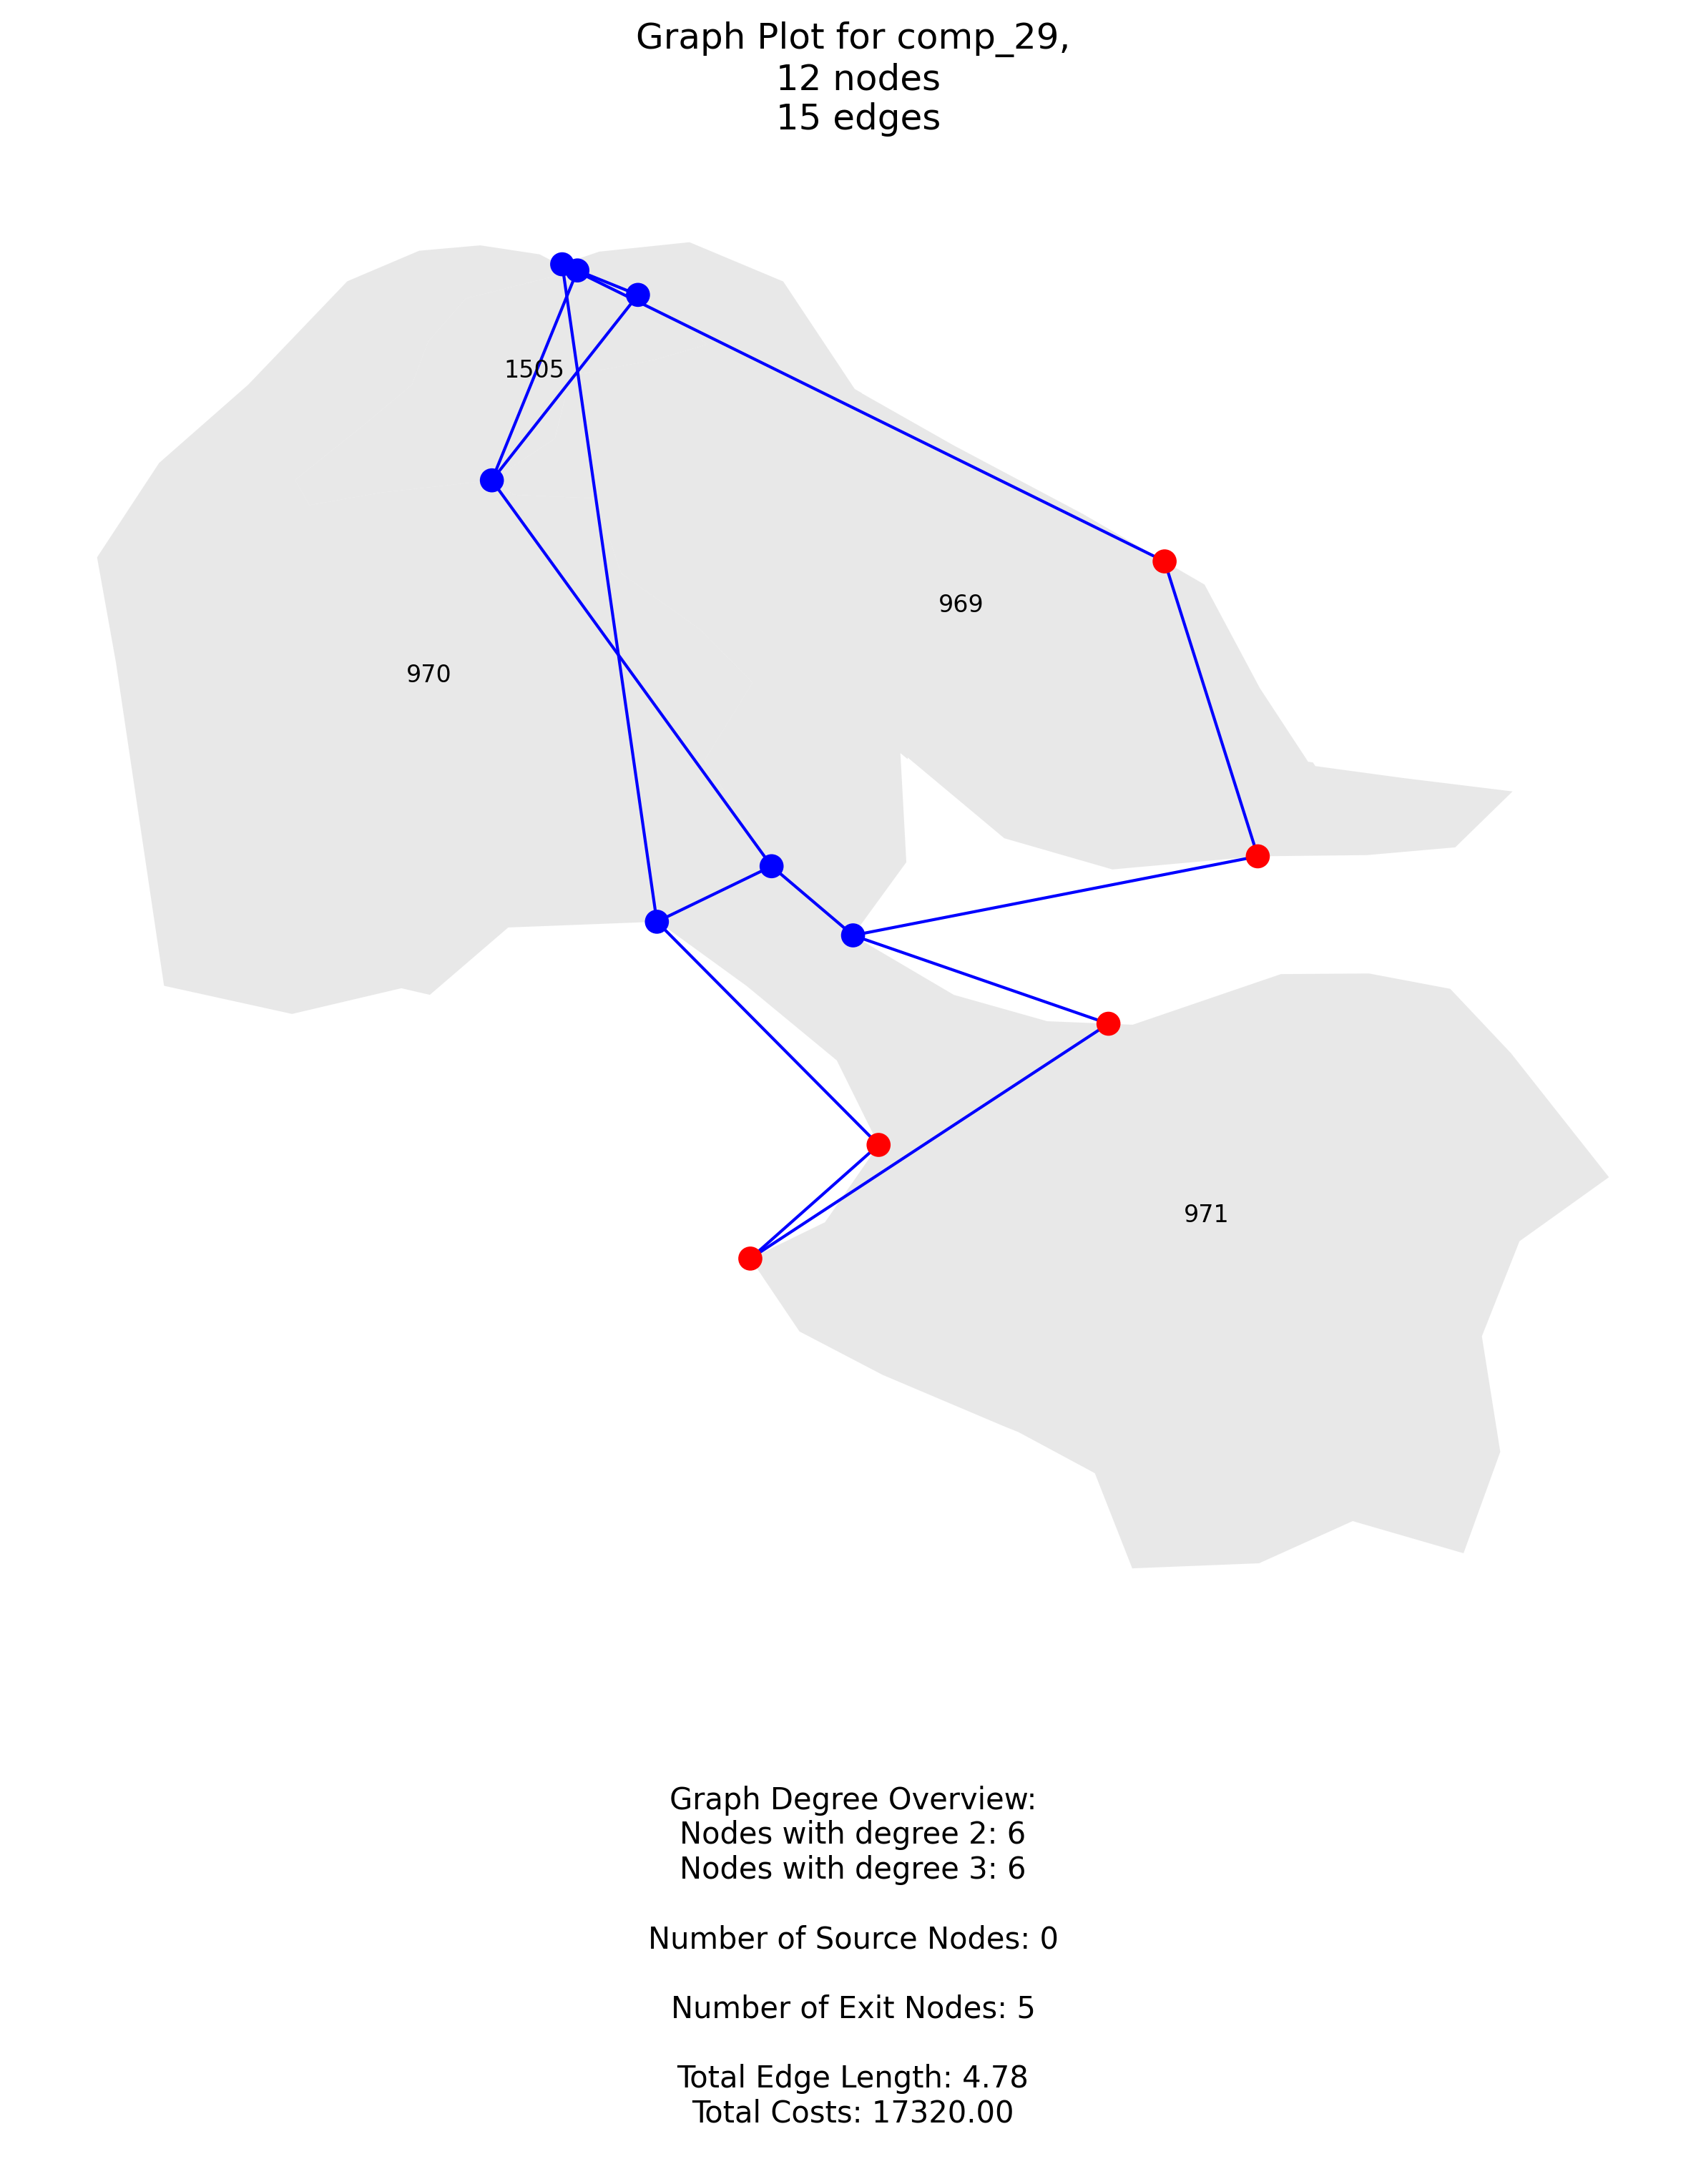 Graph Plot for comp_29,
12 nodes
15 edges
1505
969
970
971
Graph Degree Overview:
Nodes with degree 2: 6
Nodes with degree 3: 6
Number of Source Nodes: 0
Number of Exit Nodes: 5
Total Edge Length: 4.78
Total Costs: 17320.00